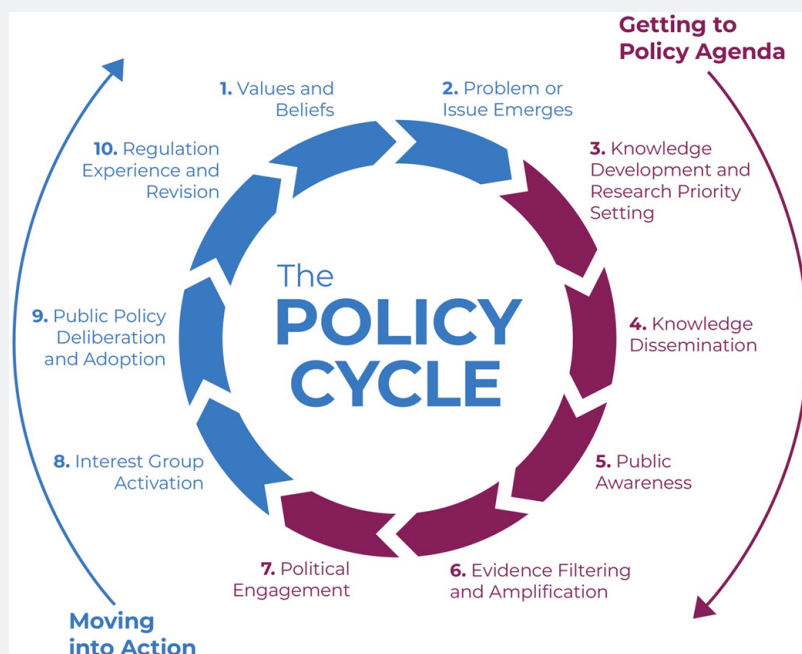 Getting to
Policy Agenda
1. Values and
Beliefs
2. Problem or
Issue Emerges
3. Knowledge
Development and
Research Priority
Setting
4. Knowledge
Dissemination
5. Public
Awareness
6. Evidence Filtering
and Amplification
7. Political
Engagement
8. Interest Group
Activation
9. Public Policy
Deliberation
and Adoption
10. Regulation
Experience and
Revision
The
POLICY
CYCLE
Moving
into Action